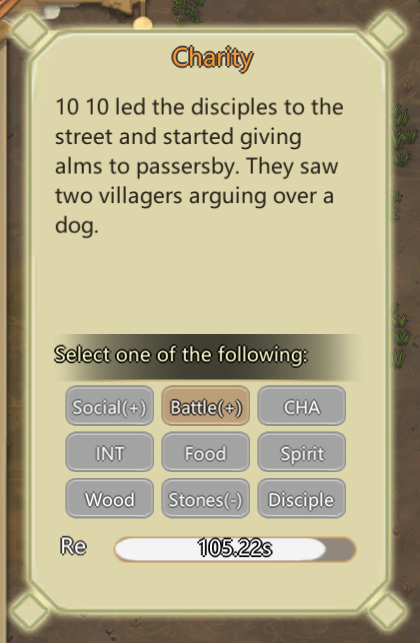 Charity
10 10 led the disciples to the
street and started giving
alms to passersby. They saw
two villagers arguing over a
dog.
Select one of the following:
Social(+) Battle(+) CHA
INT Food Spirit
Wood Stones(-) Disciple
Re 105.22s